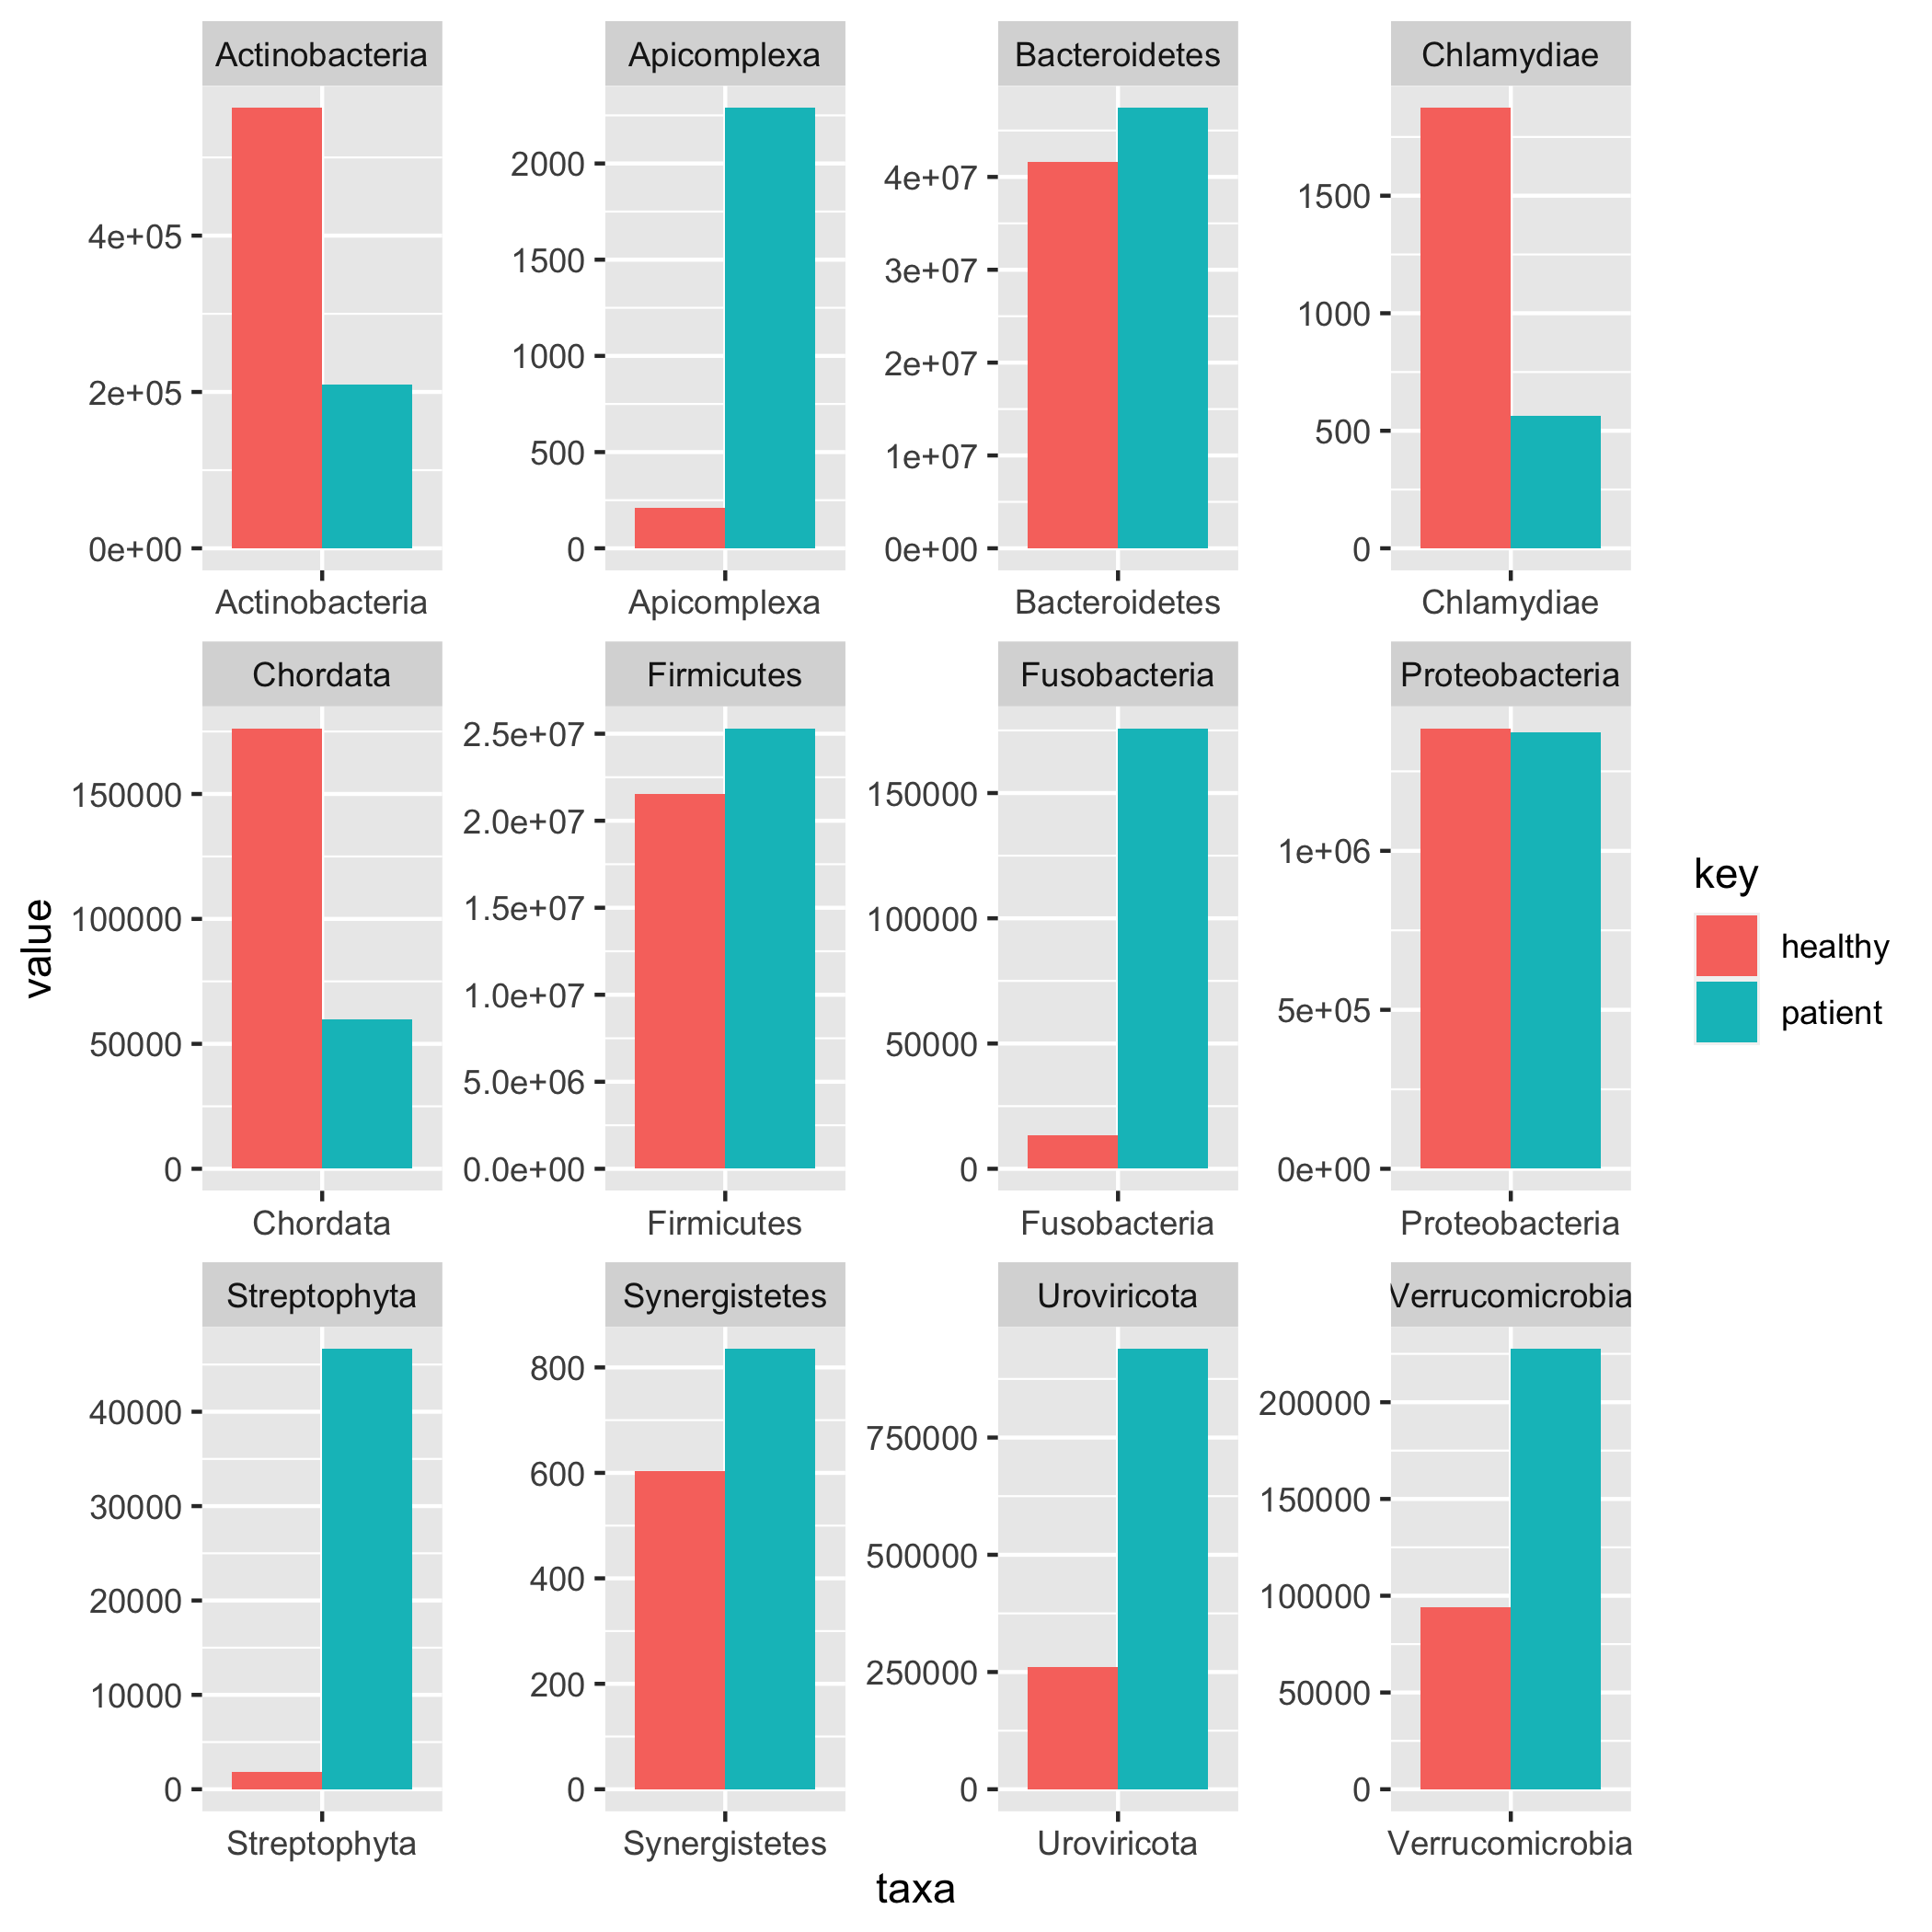 Actinobacteria
Apicomplexa
Bacteroidetes
Chlamydiae
4e+05
2e+05
0e+00
2000
1500
1000
500
0
4e+07
3e+07
2e+07
1e+07
0e+00
1500
1000
500
0
Actinobacteria
Apicomplexa
Bacteroidetes
Chlamydiae
Chordata
Firmicutes
Fusobacteria
Proteobacteria
150000
100000
50000
0
2.5e+07
2.0e+07
1.5e+07
1.0e+07
5.0e+06
0.0e+00
150000
100000
50000
0
1e+06
5e+05
0e+00
Chordata
Firmicutes
Fusobacteria
Proteobacteria
Streptophyta
Synergistetes
Uroviricota
Verrucomicrobia
40000
30000
20000
10000
0
800
600
400
200
0
750000
500000
250000
0
200000
150000
100000
50000
0
Streptophyta
Synergistetes
Uroviricota
Verrucomicrobia
taxa
value
key
healthy
patient